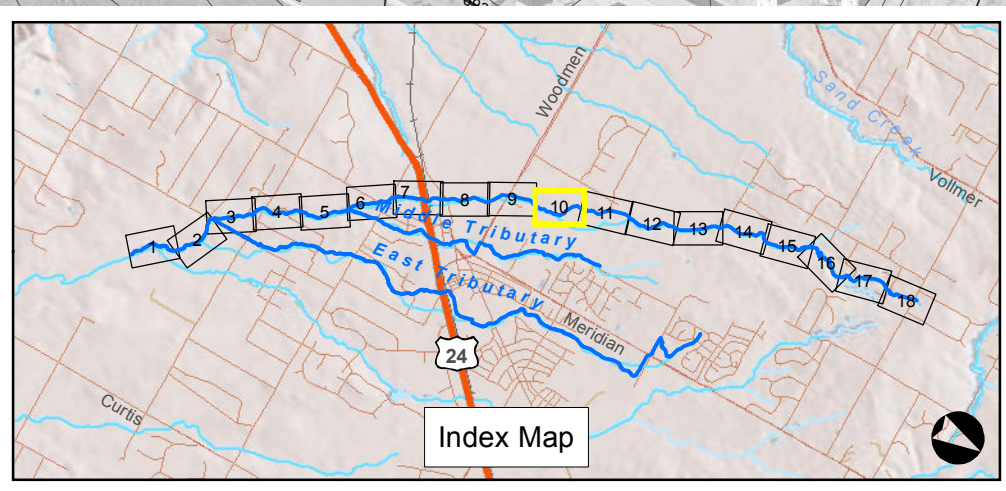 Woodmen
Sand Creek
Vollmer
1
2
3
4
5
6
7
8
9
10
11
12
13
14
15
16
17
18
Middle Tributary
East Tributary
Meridian
24
Curtis
Index Map